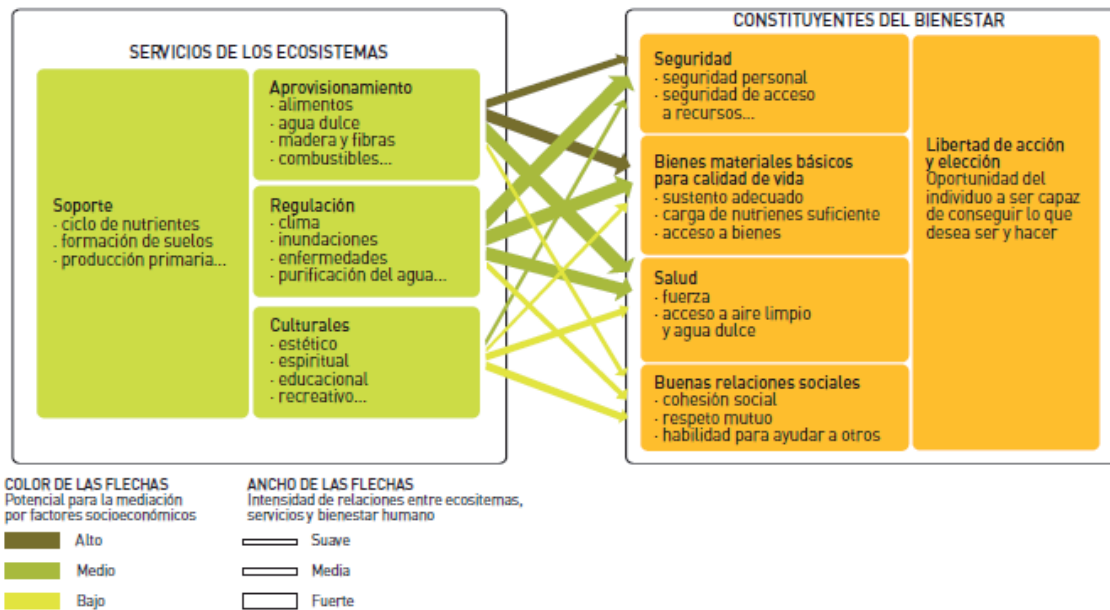 SERVICIOS DE LOS ECOSISTEMAS
Soporte
· ciclo de nutrientes
· formación de suelos
· producción primaria...
Aprovisionamiento
· alimentos
· agua dulce
· madera y fibras
· combustibles...
Regulación
· clima
· inundaciones
· enfermedades
· purificación del agua...
Culturales
· estético
· espiritual
· educacional
· recreativo...
CONSTITUYENTES DEL BIENESTAR
Seguridad
· seguridad personal
· seguridad de acceso
a recursos...
Bienes materiales básicos
para calidad de vida
· sustento adecuado
· carga de nutrienes suficiente
· acceso a bienes
Salud
· fuerza
· acceso a aire limpio
y agua dulce
Buenas relaciones sociales
· cohesión social
· respeto mutuo
· habilidad para ayudar a otros
Libertad de acción
y elección
Oportunidad del
individuo a ser capaz
de conseguir lo que
desea ser y hacer
COLOR DE LAS FLECHAS
Potencial para la mediación
por factores socioeconómicos
Alto
Medio
Bajo
ANCHO DE LAS FLECHAS
Intensidad de relaciones entre ecositemas,
servicios y bienestar humano
Suave
Media
Fuerte